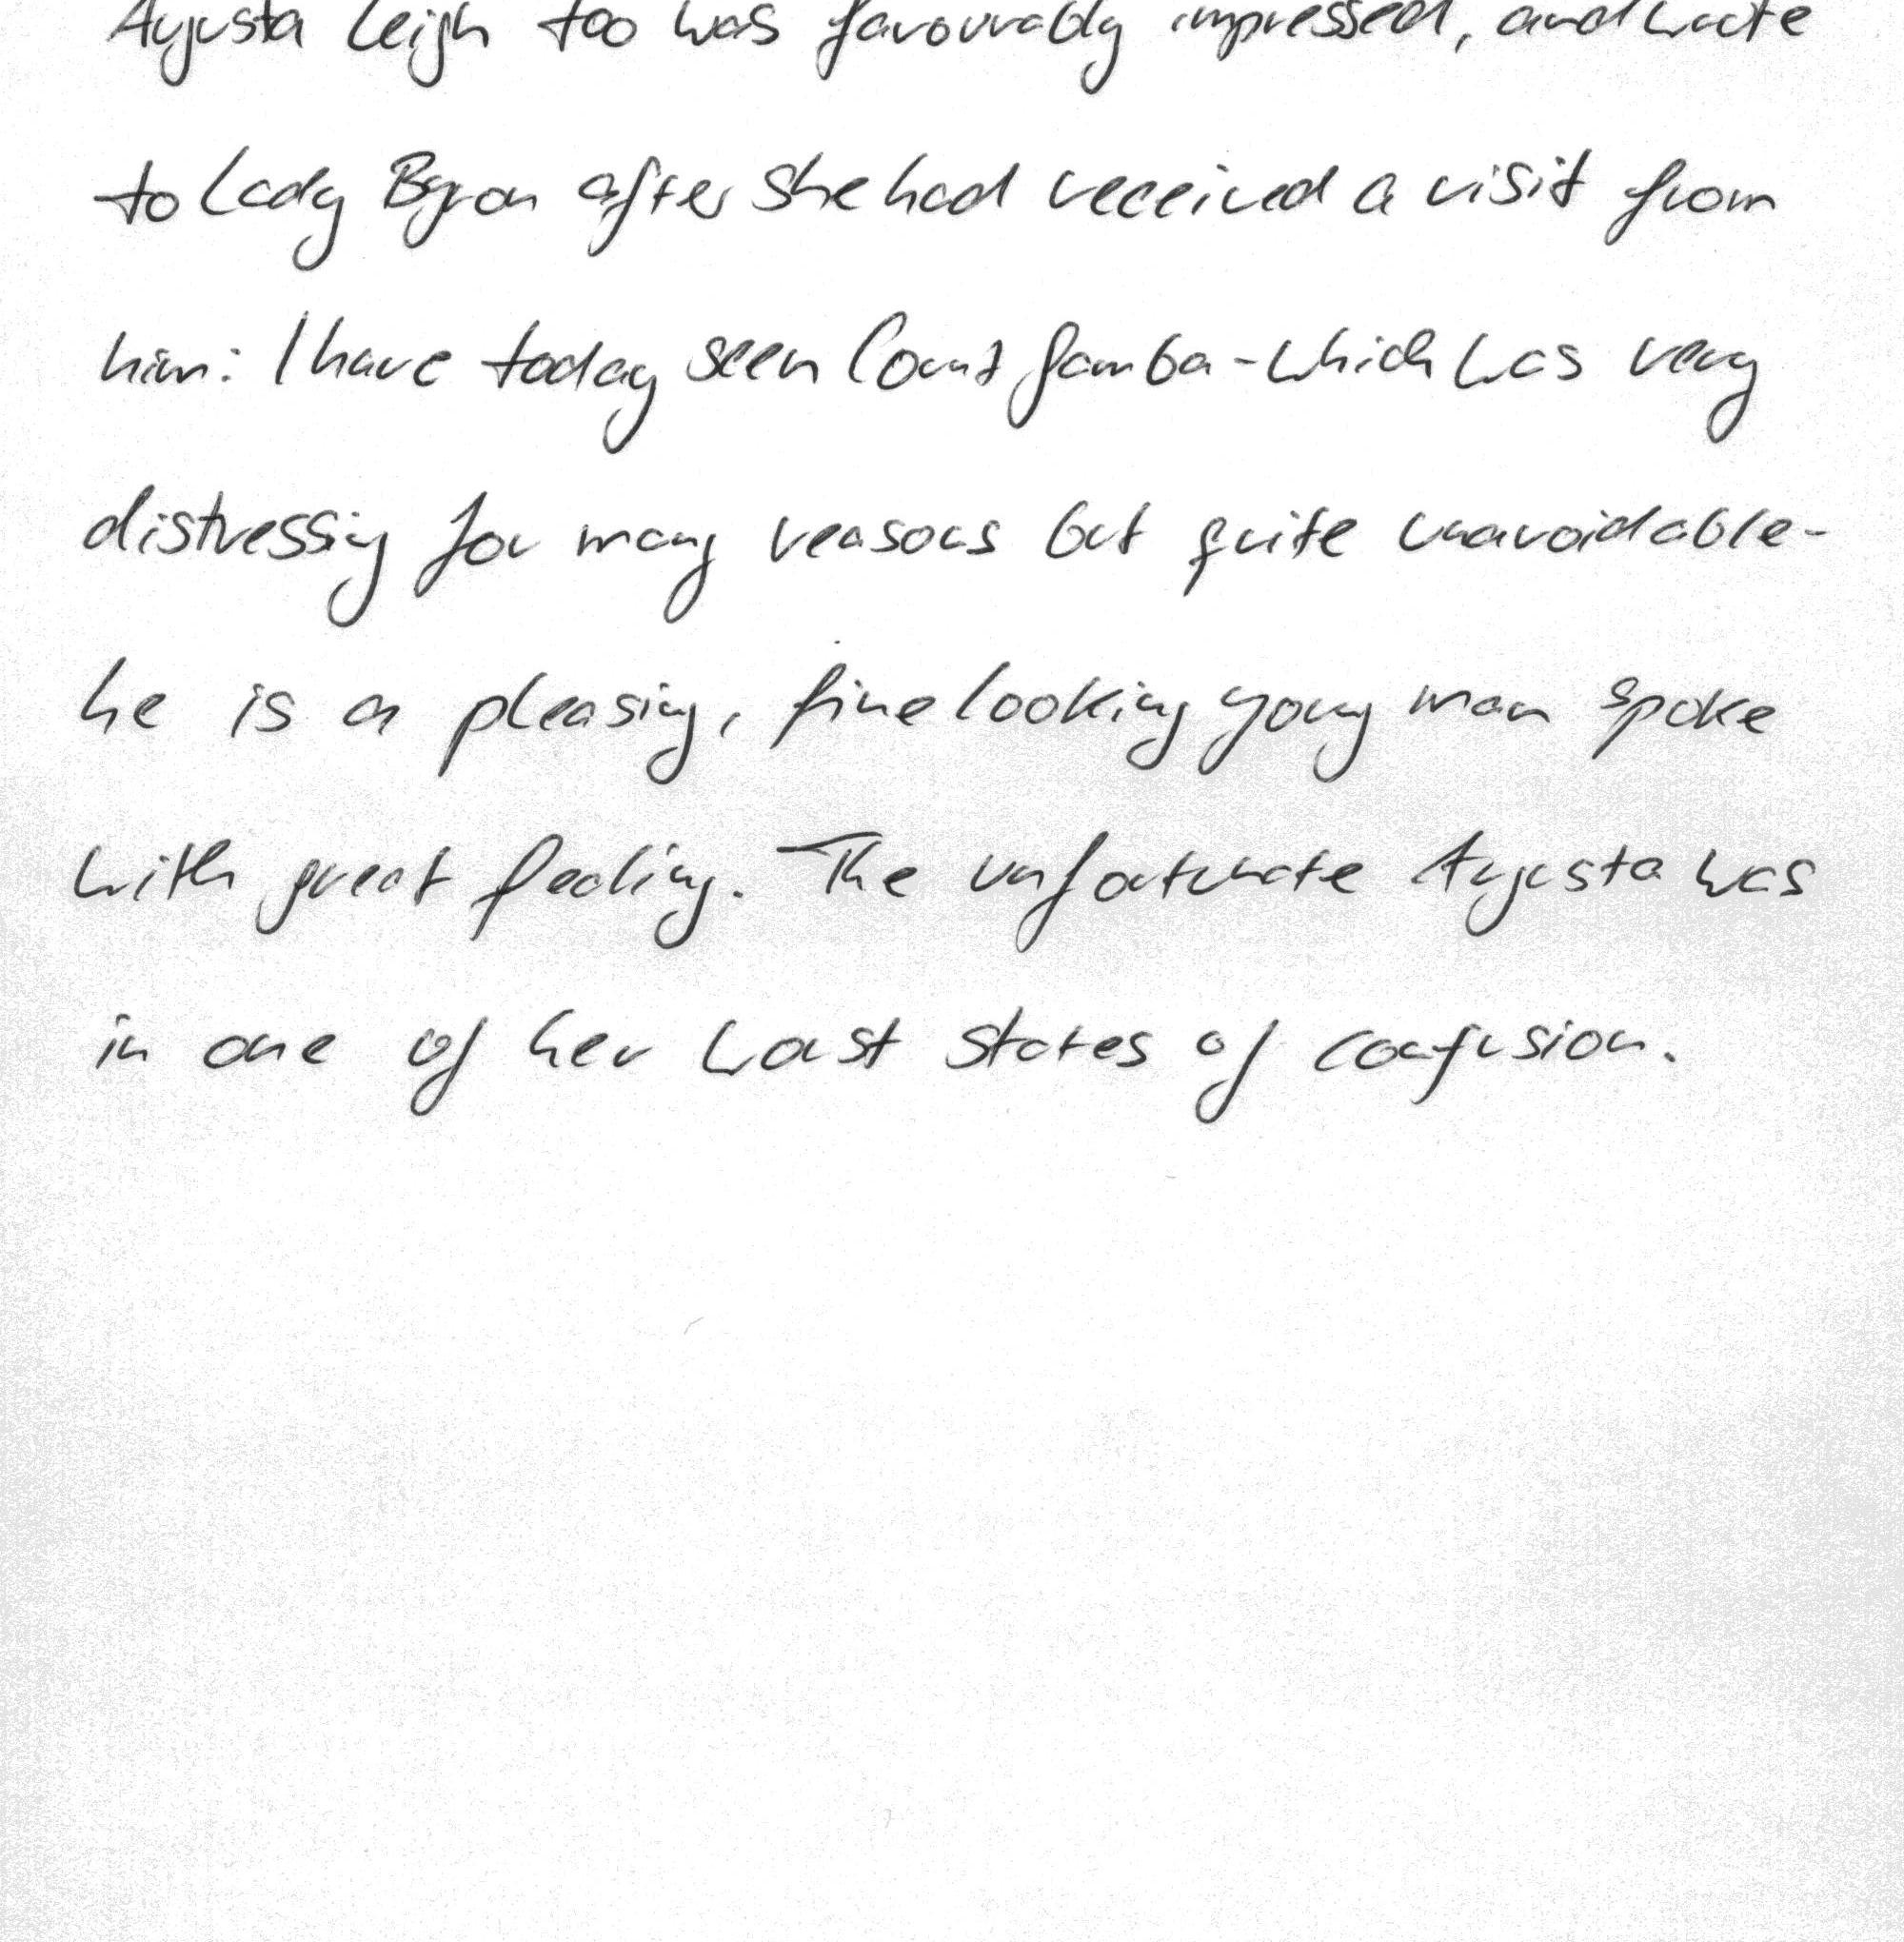 Augusta Leigh too was favourably impressed, and wrote
to Lady Byron after she had received a visit from
him: I have today seen Count Gamba - which was very
distressing for many reasons but quite unavoidable -
he is a pleasing, fine looking young man spoke
with great feeling. The unfortunate Augusta was
in one of her worst states of confusion.